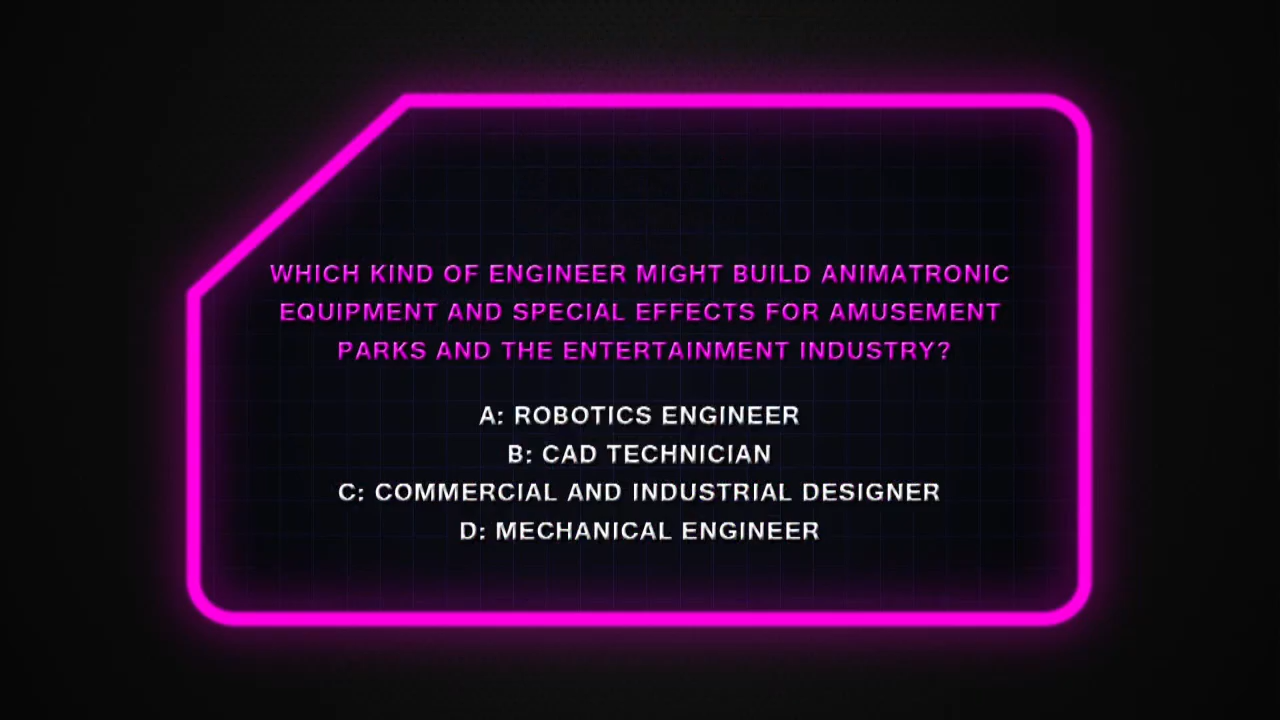 WHICH KIND OF ENGINEER MIGHT BUILD ANIMATRONIC
EQUIPMENT AND SPECIAL EFFECTS FOR AMUSEMENT
PARKS AND THE ENTERTAINMENT INDUSTRY?
A: ROBOTICS ENGINEER
B: CAD TECHNICIAN
C: COMMERCIAL AND INDUSTRIAL DESIGNER
D: MECHANICAL ENGINEER